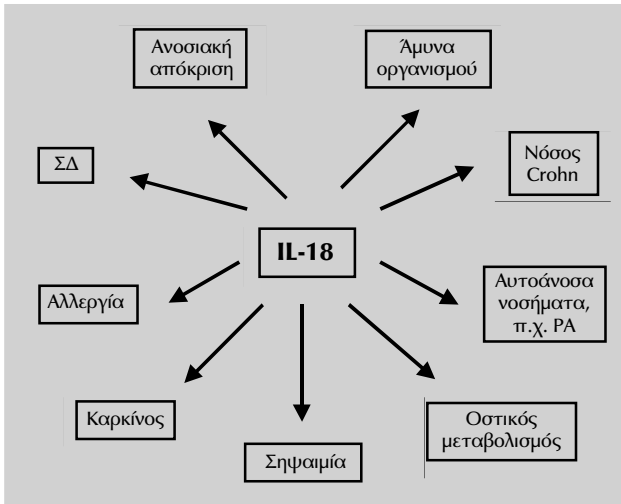 Ανοσιακή
απόκριση
Άμυνα
οργανισμού
ΣΔ
Νόσος
Crohn
IL-18
Αλλεργία
Αυτοάνοσα
νοσήματα,
π.χ. ΡΑ
Καρκίνος
Οστικός
μεταβολισμός
Σηψαιμία